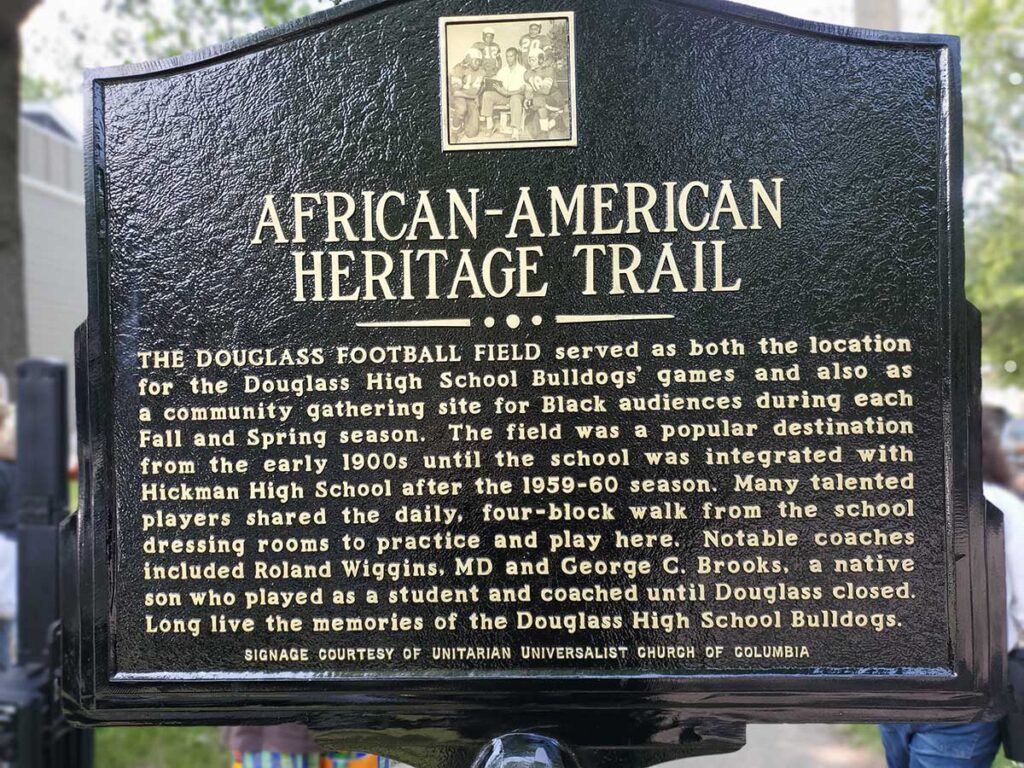 AFRICAN-AMERICAN
HERITAGE TRAIL
THE DOUGLASS FOOTBALL FIELD served as both the location
for the Douglass High School Bulldogs' games and also as
a community gathering site for Black audiences during each
Fall and Spring season. The field was a popular destination
from the early 1900s until the school was integrated with
Hickman High School after the 1959-60 season. Many talented
players shared the daily, four-block walk from the school
dressing rooms to practice and play here. Notable coaches
included Roland Wiggins, MD and George C. Brooks, a native
son who played as a student and coached until Douglass closed.
Long live the memories of the Douglass High School Bulldogs.
SIGNAGE COURTESY OF UNITARIAN UNIVERSALIST CHURCH OF COLUMBIA